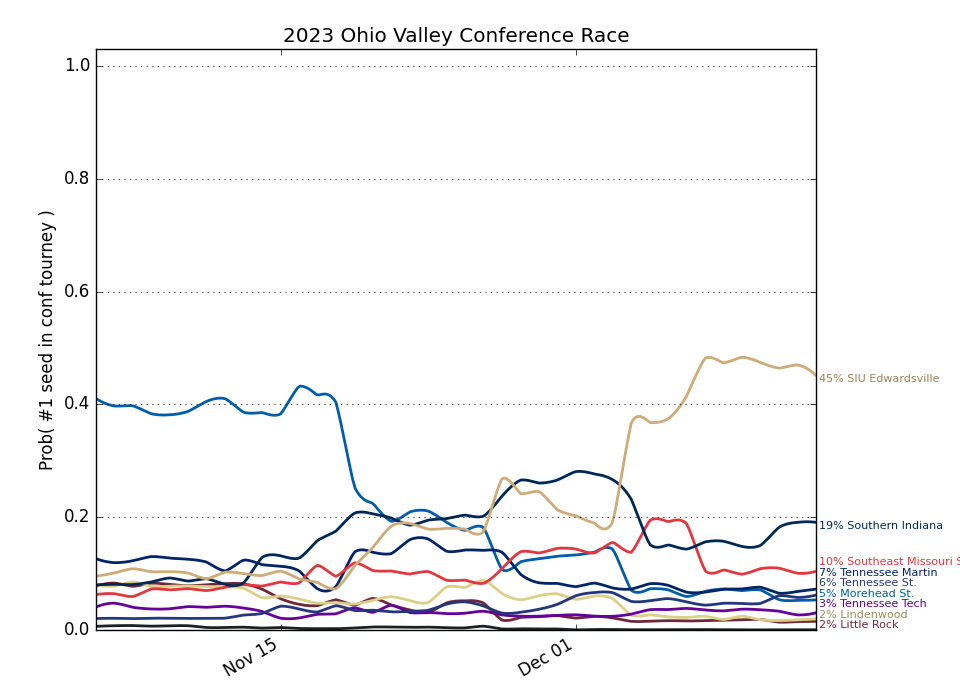 2023 Ohio Valley Conference Race
Prob( #1 seed in conf tourney )
1.0
0.8
0.6
0.4
0.2
0.0
Nov 15
Dec 01
45% SIU Edwardsville
19% Southern Indiana
10% Southeast Missouri S
7% Tennessee Martin
6% Tennessee St.
5% Morehead St.
3% Tennessee Tech
2% Lindenwood
2% Little Rock